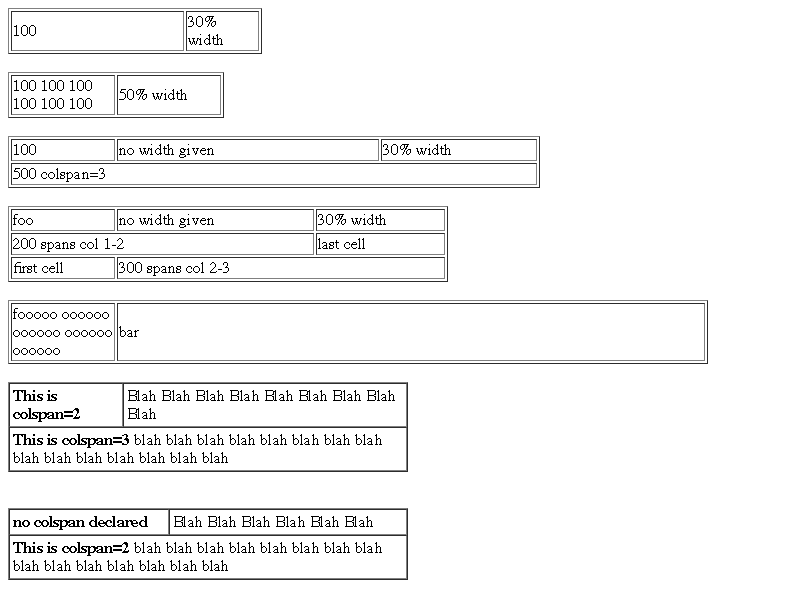 100
30%
width
100 100 100
100 100 100
50% width
100 no width given 30% width
500 colspan=3
foo no width given 30% width
200 spans col 1-2 last cell
first cell 300 spans col 2-3
fooooo oooooo
oooooo oooooo
oooooo
bar
This is
colspan=2
Blah Blah Blah Blah Blah Blah Blah Blah
Blah
This is colspan=3 blah blah blah blah blah blah blah blah
blah blah blah blah blah blah blah
no colspan declared Blah Blah Blah Blah Blah Blah
This is colspan=2 blah blah blah blah blah blah blah blah
blah blah blah blah blah blah blah